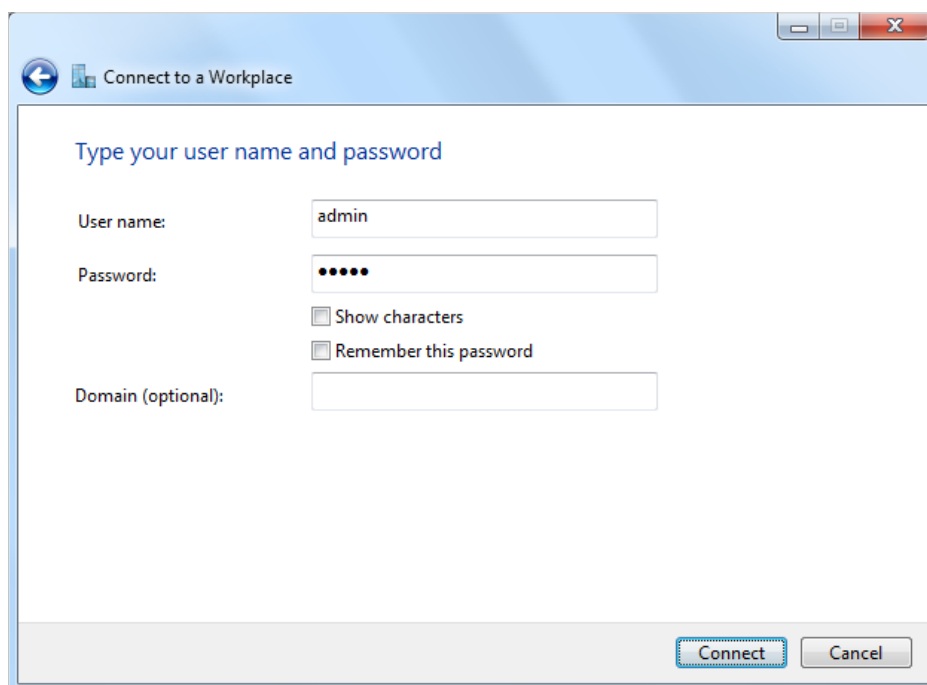 Connect to a Workplace
Type your user name and password
User name: admin
Password: •••••
Show characters
Remember this password
Domain (optional):
Connect Cancel